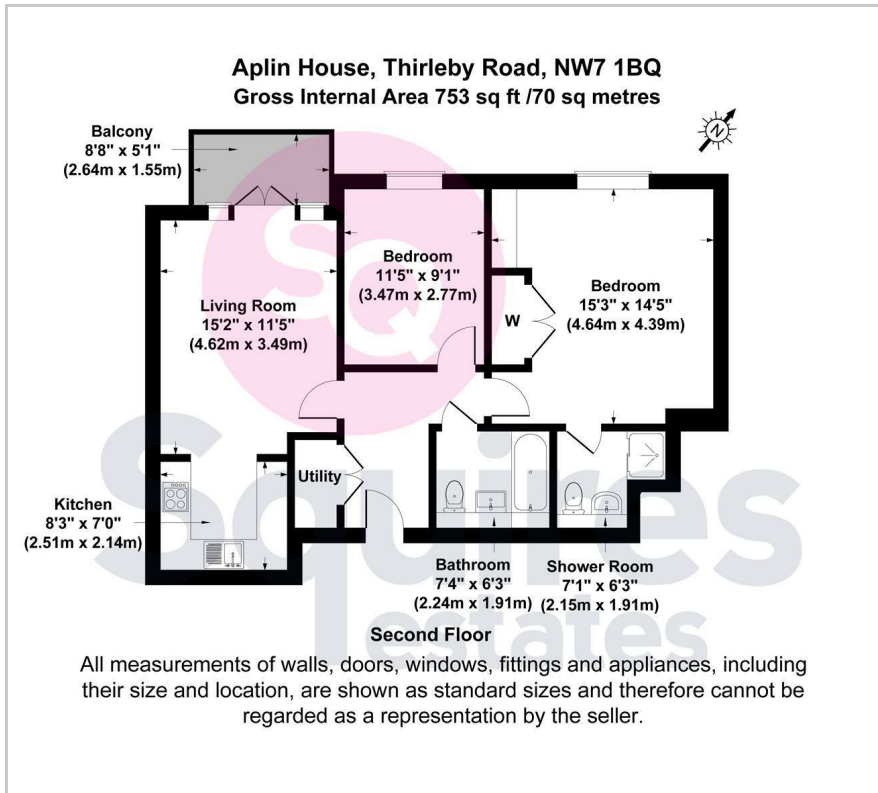 Aplin House, Thirleby Road, NW7 1BQ
Gross Internal Area 753 sq ft /70 sq metres
N
Balcony
8'8" x 5'1"
(2.64m x 1.55m)
Bedroom
11'5" x 9'1"
(3.47m x 2.77m)
Bedroom
15'3" x 14'5"
(4.64m x 4.39m)
Living Room
15'2" x 11'5"
(4.62m x 3.49m)
W
SQ
Utility
Kitchen
8'3" x 7'0"
(2.51m x 2.14m)
Squires
estates
Bathroom
7'4" x 6'3"
(2.24m x 1.91m)
Shower Room
7'1" x 6'3"
(2.15m x 1.91m)
Second Floor
All measurements of walls, doors, windows, fittings and appliances, including
their size and location, are shown as standard sizes and therefore cannot be
regarded as a representation by the seller.